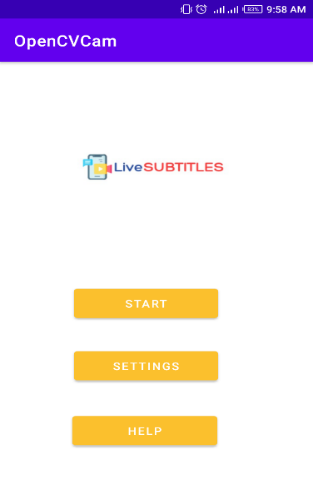 9:58 AM
OpenCVCam
LiveSUBTITLES
START
SETTINGS
HELP